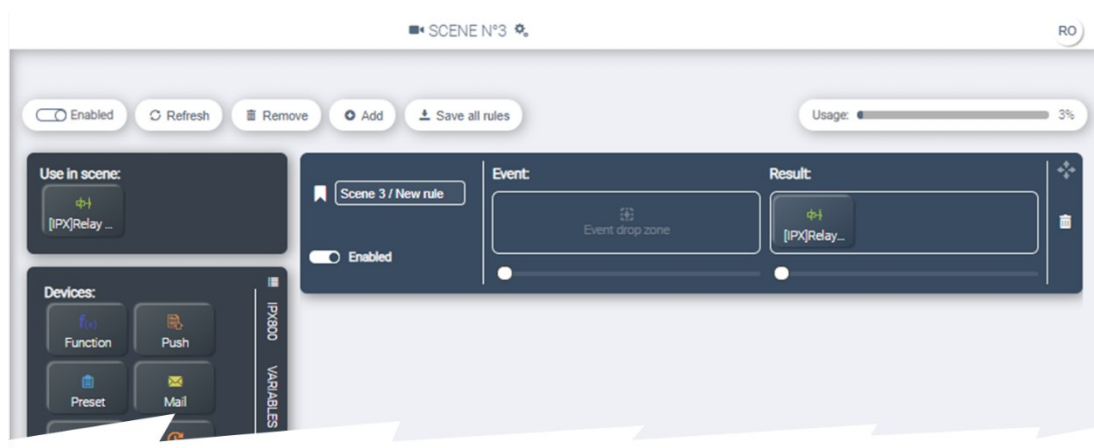 SCENE N°3
RO
Enabled
Refresh
Remove
Add
Save all rules
Usage:
3%
Use in scene:
[IPX]Relay ...
Scene 3 / New rule
Enabled
Event:
Event drop zone
Result:
[IPX]Relay...
Devices:
f(x)
Function
Push
Preset
Mail
IPX800
VARIABLES